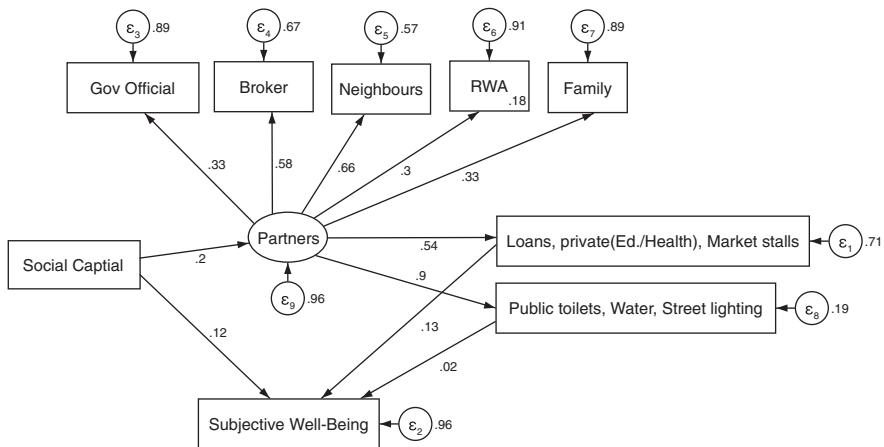 ε3 .89
ε4 .67
ε5 .57
ε6 .91
ε7 .89
Gov Official
Broker
Neighbours
RWA
.18
Family
.33
.58
.66
.3
.33
Partners
.54
Loans, private(Ed./Health), Market stalls
ε1 .71
Social Captial
.2
.9
ε9 .96
Public toilets, Water, Street lighting
ε8 .19
.12
.13
.02
Subjective Well-Being
ε2 .96